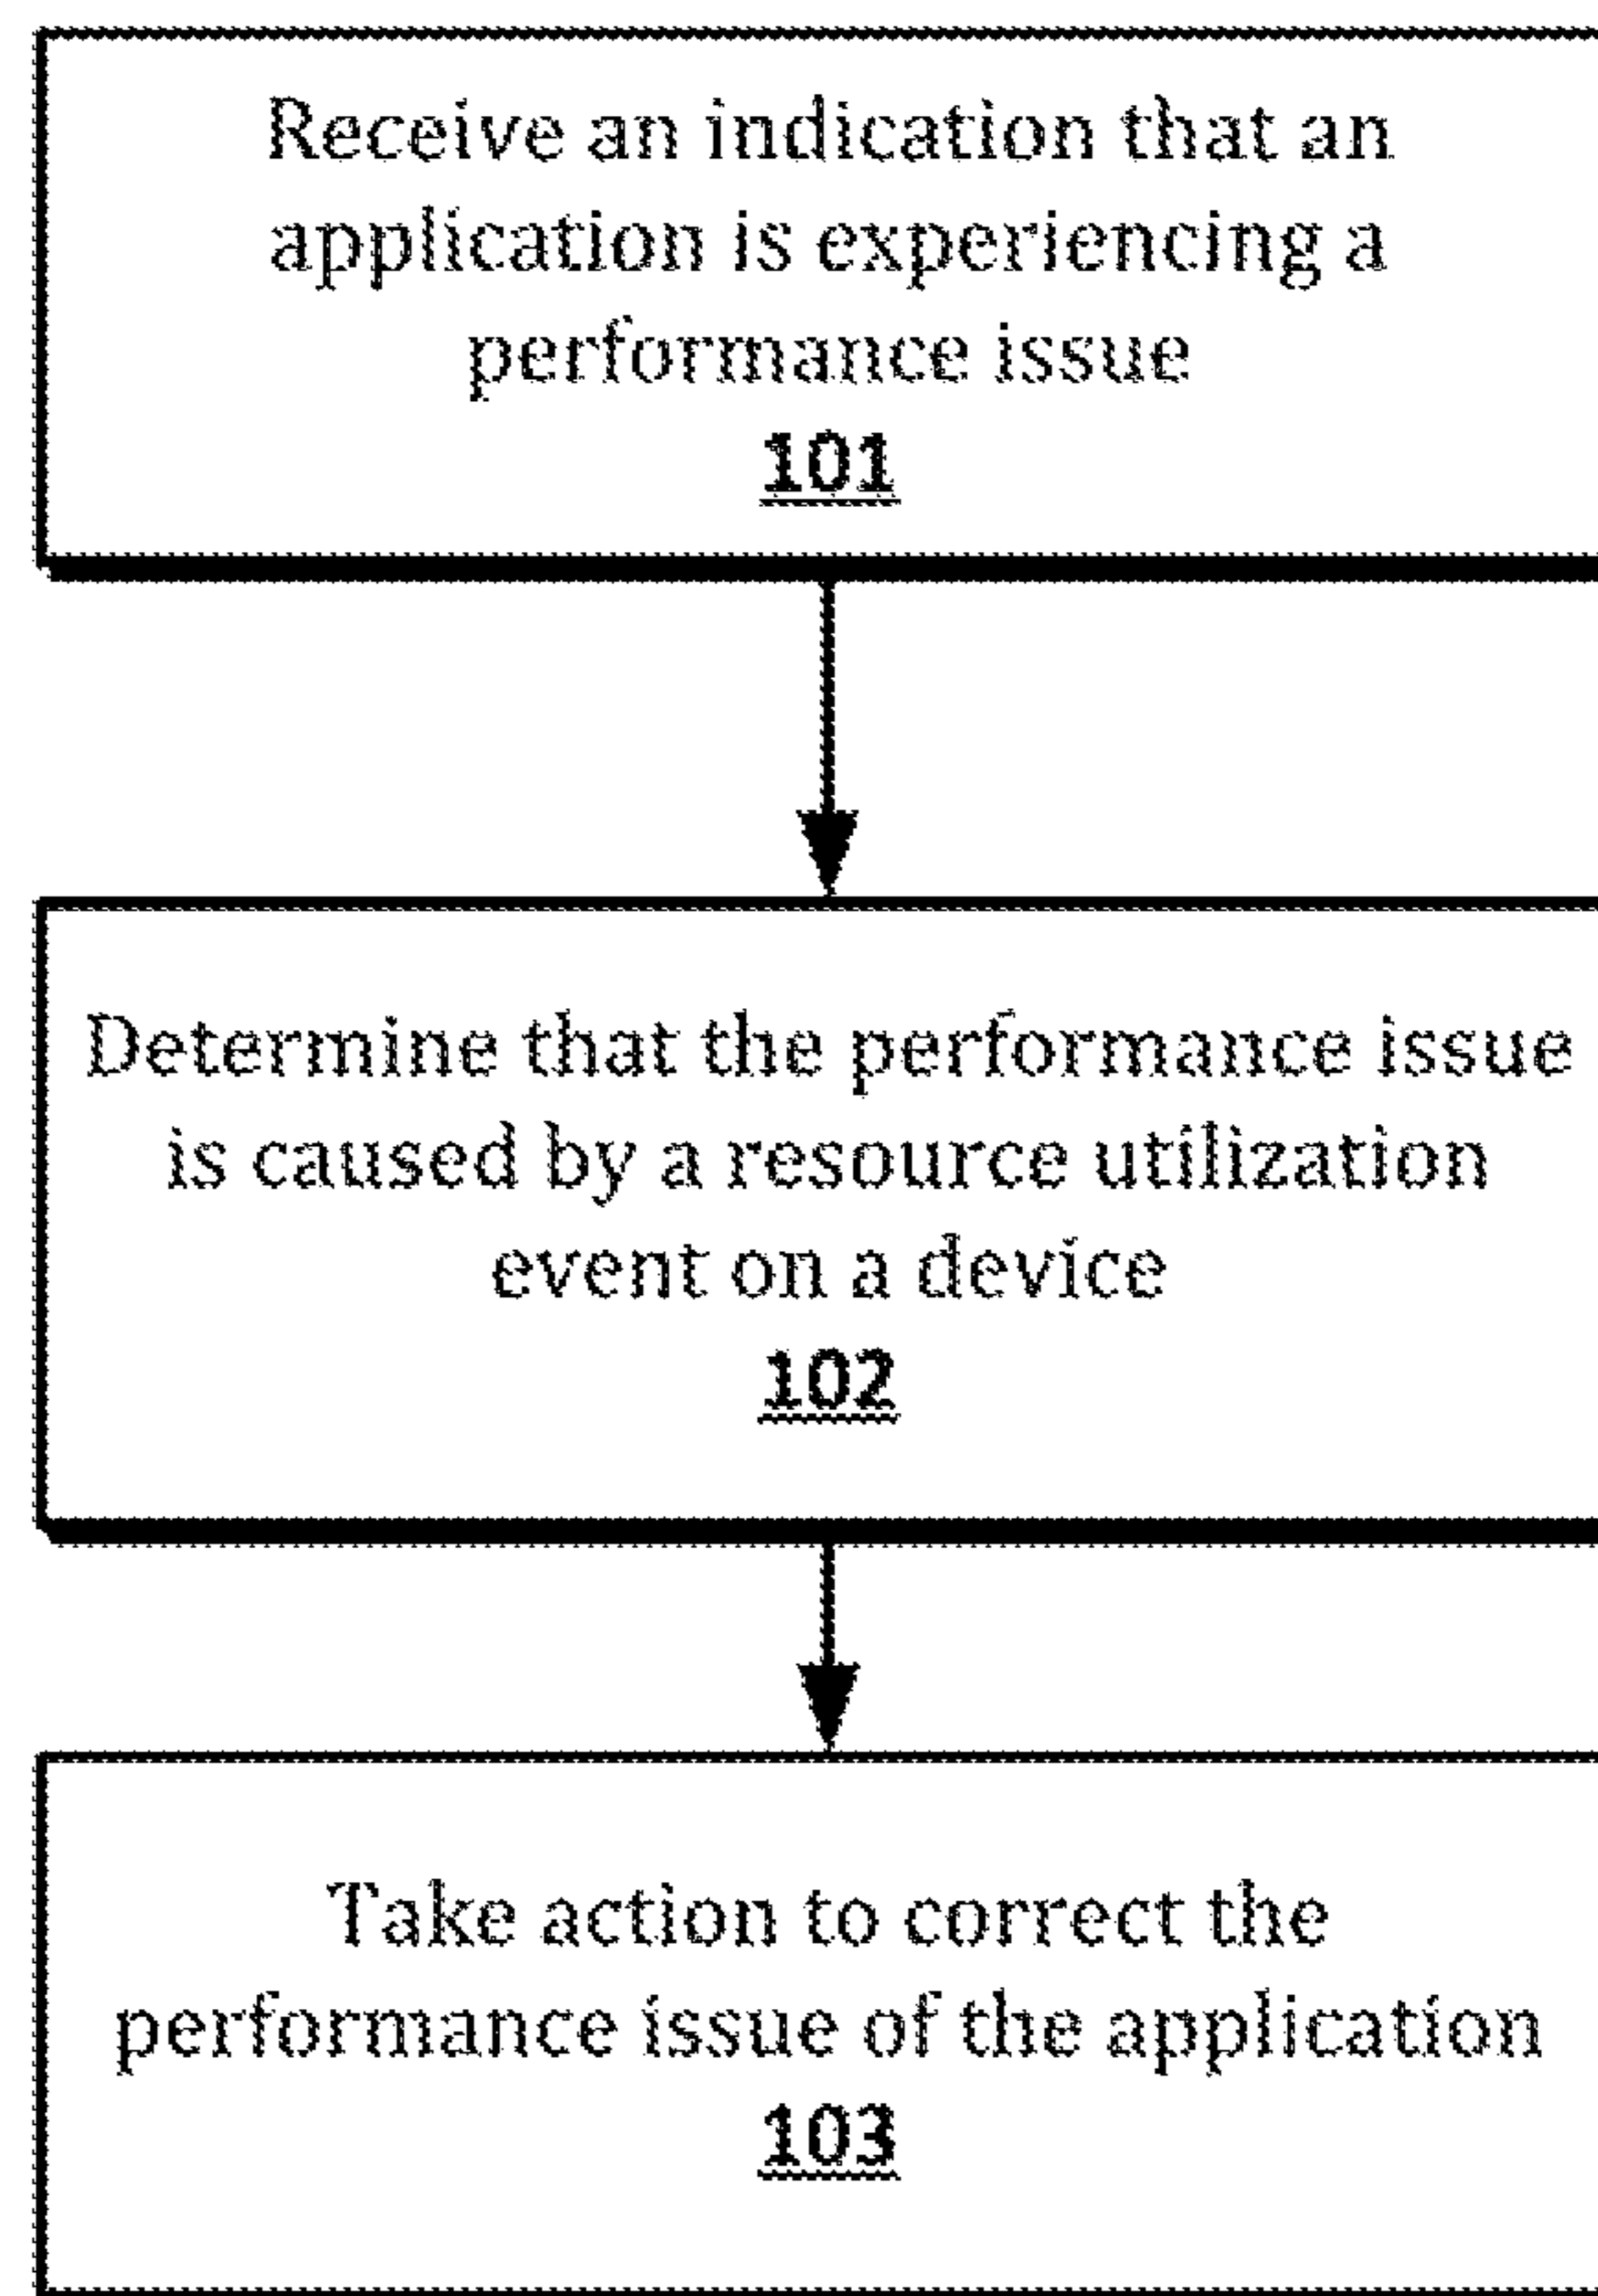 Receive an indication that an
application is experiencing a
performance issue
101
Determine that the performance issue
is caused by a resource utilization
event on a device
102
Take action to correct the
performance issue of the application
103